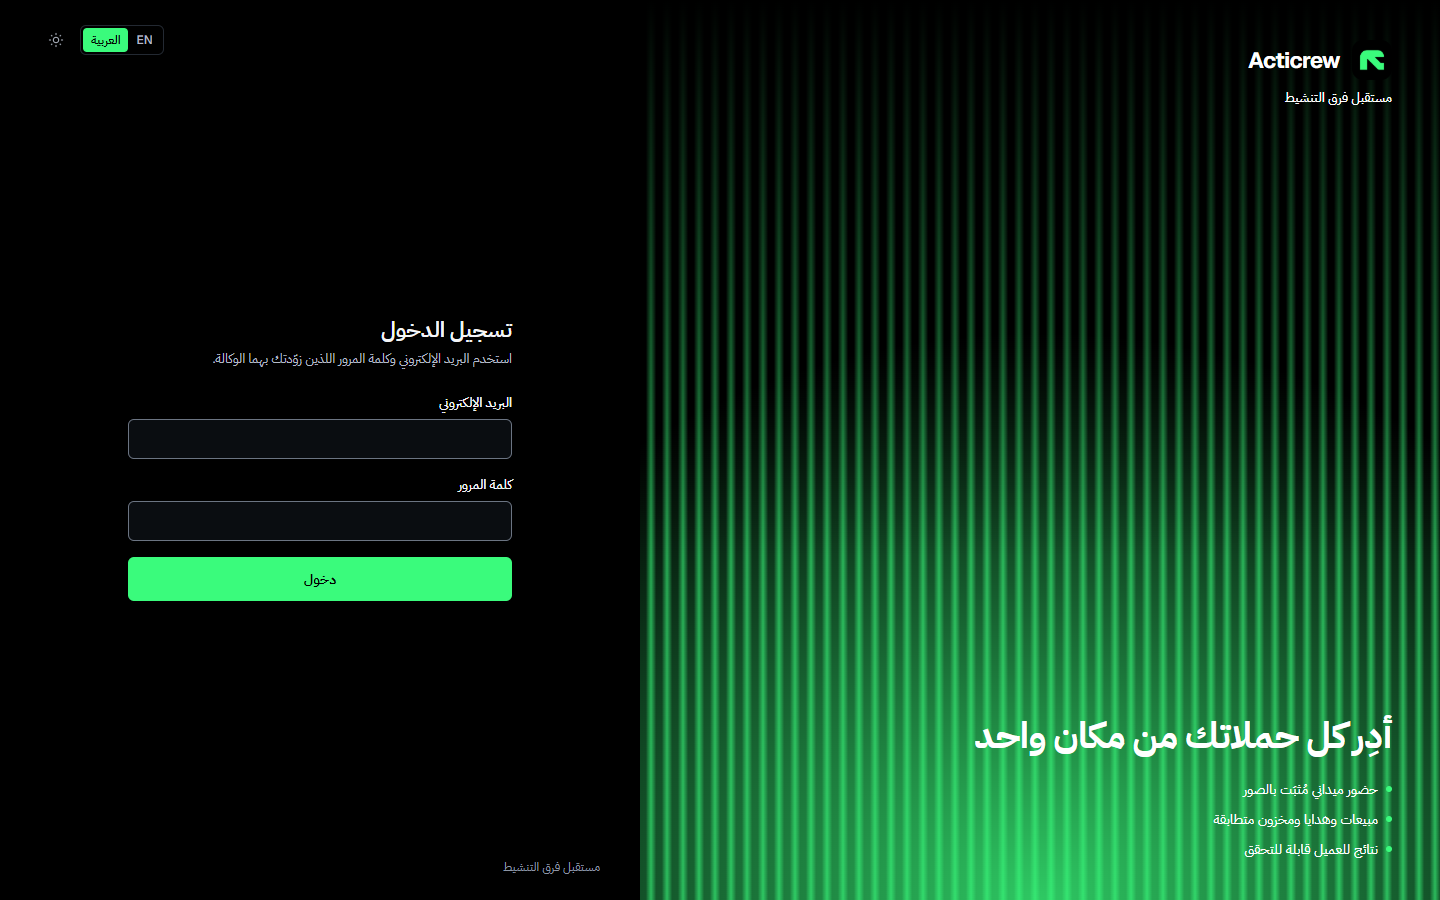 Acticrew
مستقبل فرق التنشيط
أدِر كل حملاتك من مكان واحد
حضور ميداني مُثبَت بالصور
مبيعات وهدايا ومخزون متطابقة
نتائج للعميل قابلة للتحقق
العربية EN
تسجيل الدخول
استخدم البريد الإلكتروني وكلمة المرور اللذين زوّدتك بهما الوكالة.
البريد الإلكتروني
كلمة المرور
دخول
مستقبل فرق التنشيط